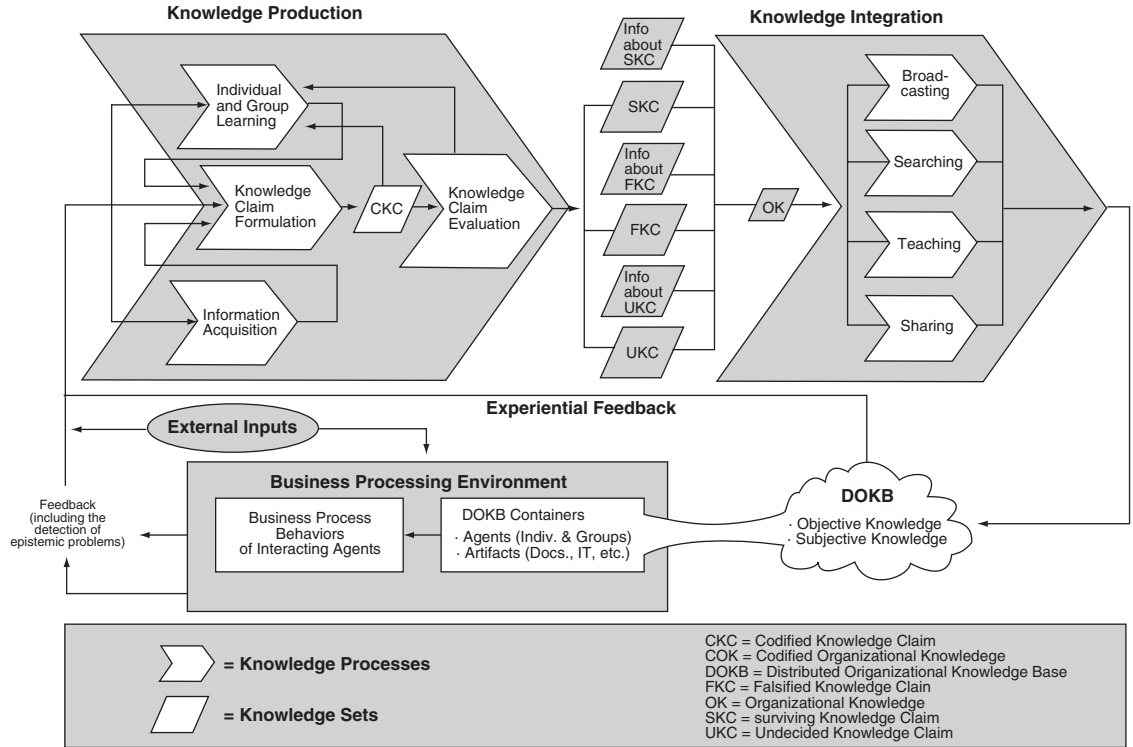 Knowledge Production
Knowledge Integration
Individual
and Group
Learning
Knowledge
Claim
Formulation
Information
Acquisition
CKC
Knowledge
Claim
Evaluation
Info
about
SKC
SKC
Info
about
FKC
FKC
Info
about
UKC
UKC
OK
Broad-
casting
Searching
Teaching
Sharing
Experiential Feedback
External Inputs
Feedback
(including the
detection of
epistemic problems)
Business Processing Environment
Business Process
Behaviors
of Interacting Agents
DOKB Containers
· Agents (Indiv. & Groups)
· Artifacts (Docs., IT, etc.)
DOKB
· Objective Knowledge
· Subjective Knowledge
= Knowledge Processes
= Knowledge Sets
CKC = Codified Knowledge Claim
COK = Codified Organizational Knowledege
DOKB = Distributed Origanizational Knowledge Base
FKC = Falsified Knowledge Clain
OK = Organizational Knowledge
SKC = surviving Knowledge Claim
UKC = Undecided Knowledge Claim